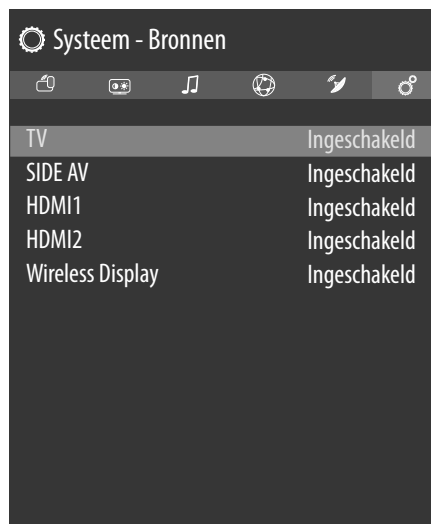 Systeem - Bronnen
TV Ingeschakeld
SIDE AV Ingeschakeld
HDMI1 Ingeschakeld
HDMI2 Ingeschakeld
Wireless Display Ingeschakeld